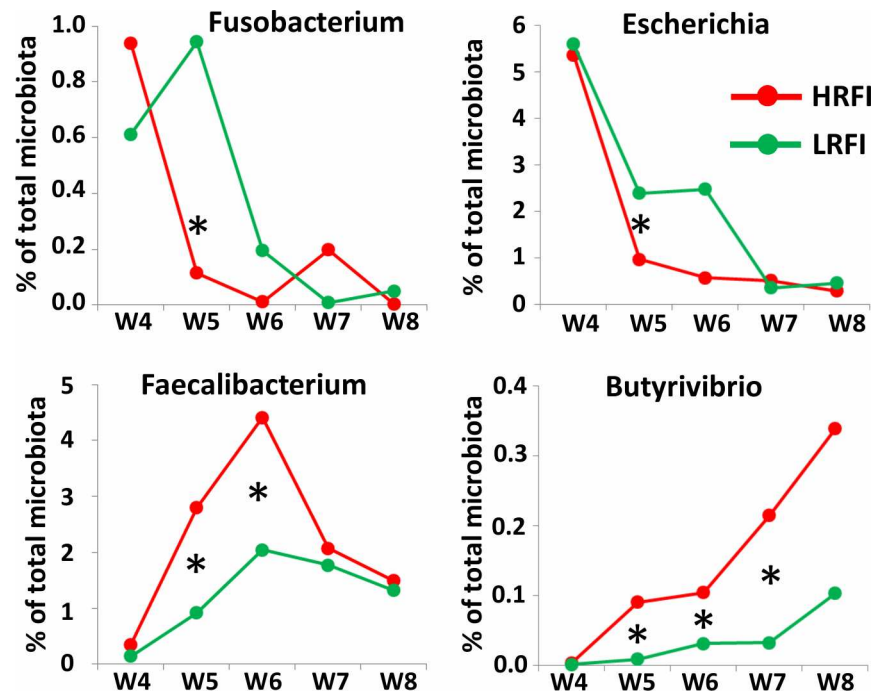 Fusobacterium
% of total microbiota
1.0
0.8
0.6
0.4
0.2
0.0
W4 W5 W6 W7 W8
*
Escherichia
% of total microbiota
6
5
4
3
2
1
0
W4 W5 W6 W7 W8
*
HRFI
LRFI
Faecalibacterium
% of total microbiota
5
4
3
2
1
0
W4 W5 W6 W7 W8
* *
Butyrivibrio
% of total microbiota
0.4
0.3
0.2
0.1
0.0
W4 W5 W6 W7 W8
* * *